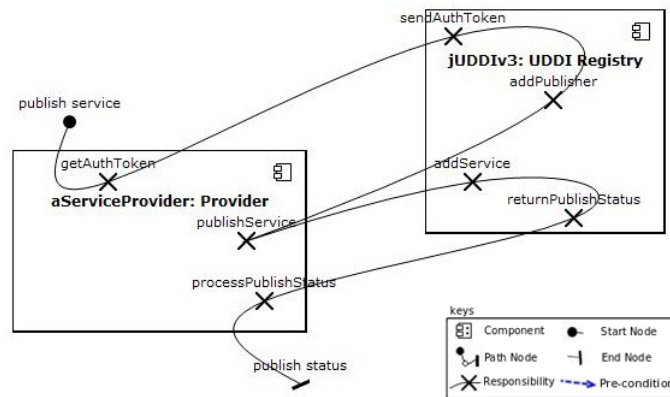 sendAuthToken
jUDDIv3: UDDI Registry
addPublisher
publish service
getAuthToken
addService
aServiceProvider: Provider
returnPublishStatus
publishService
processPublishStatus
publish status
keys
Component
Start Node
Path Node
End Node
Responsibility
Pre-condition